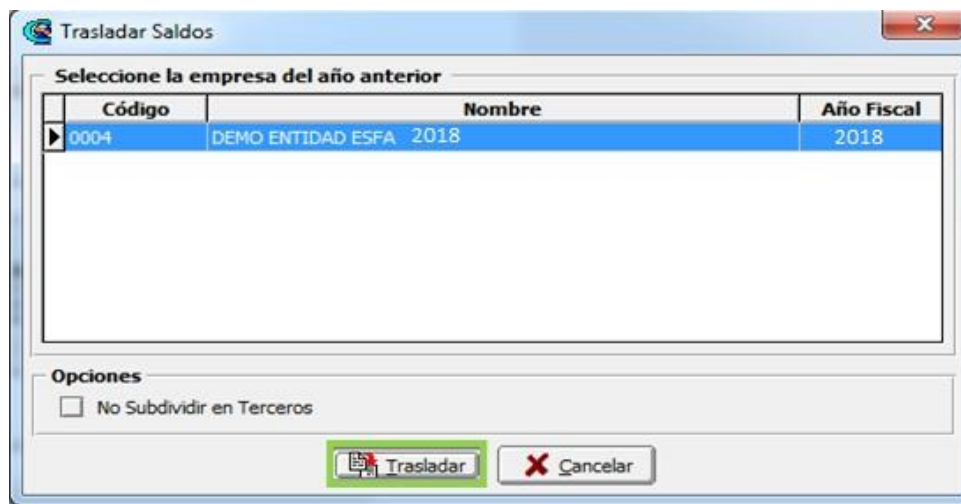 Trasladar Saldos
Seleccione la empresa del año anterior
Código Nombre Año Fiscal
0004 DEMO ENTIDAD ESFA 2018 2018
Opciones
No Subdividir en Terceros
Trasladar Cancelar